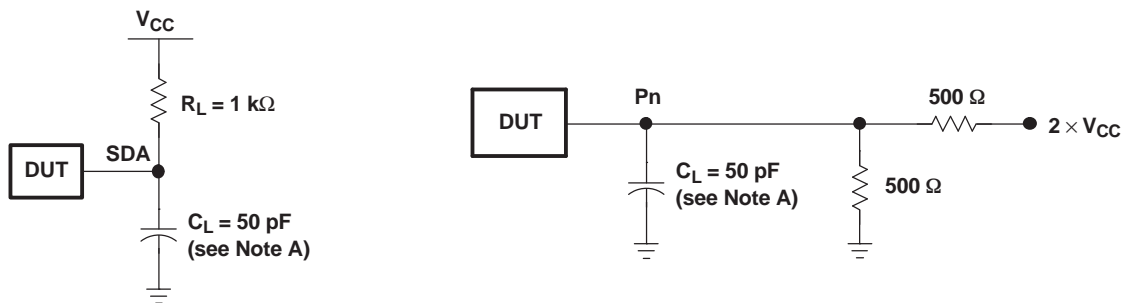 V_CC
R_L = 1 kΩ
SDA
DUT
C_L = 50 pF
(see Note A)
DUT
Pn
500 Ω
2 × V_CC
C_L = 50 pF
(see Note A)
500 Ω